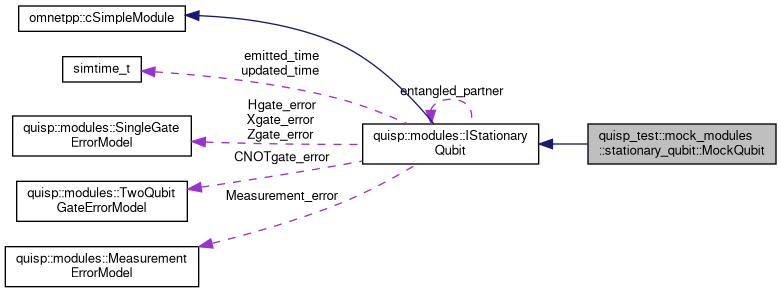 omnetpp::cSimpleModule
simtime_t
emitted_time
updated_time
entangled_partner
quisp::modules::SingleGate
ErrorModel
Hgate_error
Xgate_error
Zgate_error
quisp::modules::IStationary
Qubit
quisp_test::mock_modules
::stationary_qubit::MockQubit
CNOTgate_error
quisp::modules::TwoQubit
GateErrorModel
Measurement_error
quisp::modules::Measurement
ErrorModel